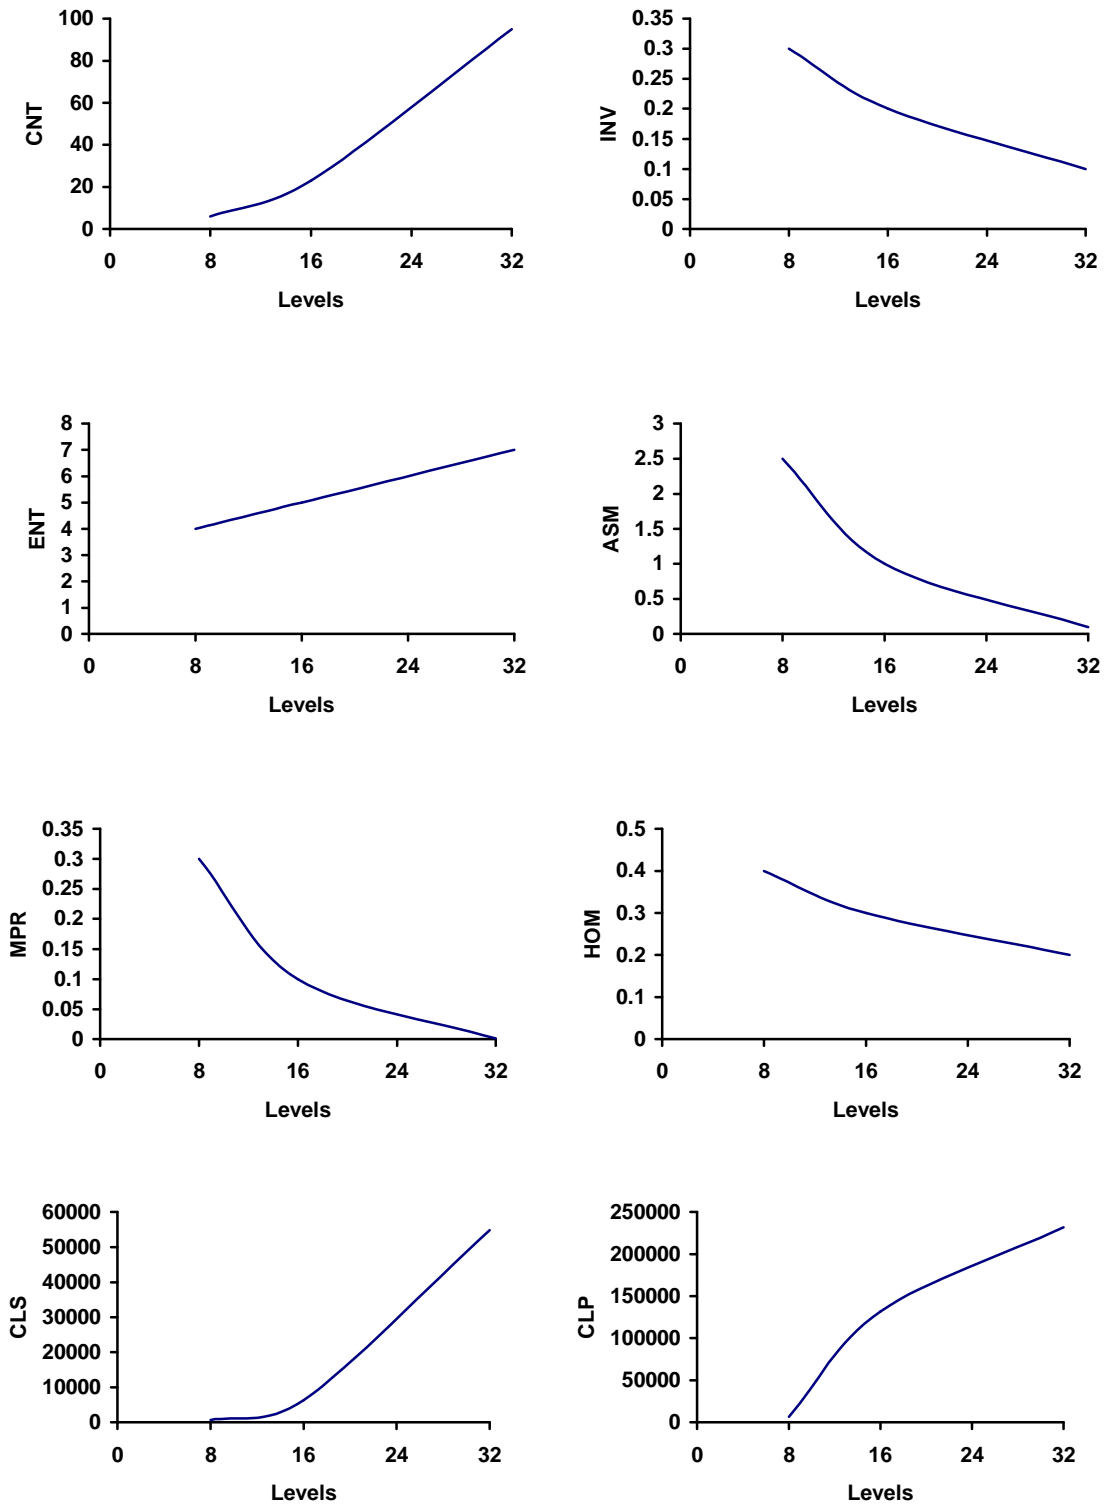 CNT
100
80
60
40
20
0
0 8 16 24 32
Levels
INV
0.35
0.3
0.25
0.2
0.15
0.1
0.05
0
0 8 16 24 32
Levels
ENT
8
7
6
5
4
3
2
1
0
0 8 16 24 32
Levels
ASM
3
2.5
2
1.5
1
0.5
0
0 8 16 24 32
Levels
MPR
0.35
0.3
0.25
0.2
0.15
0.1
0.05
0
0 8 16 24 32
Levels
HOM
0.5
0.4
0.3
0.2
0.1
0
0 8 16 24 32
Levels
CLS
60000
50000
40000
30000
20000
10000
0
0 8 16 24 32
Levels
CLP
250000
200000
150000
100000
50000
0
0 8 16 24 32
Levels